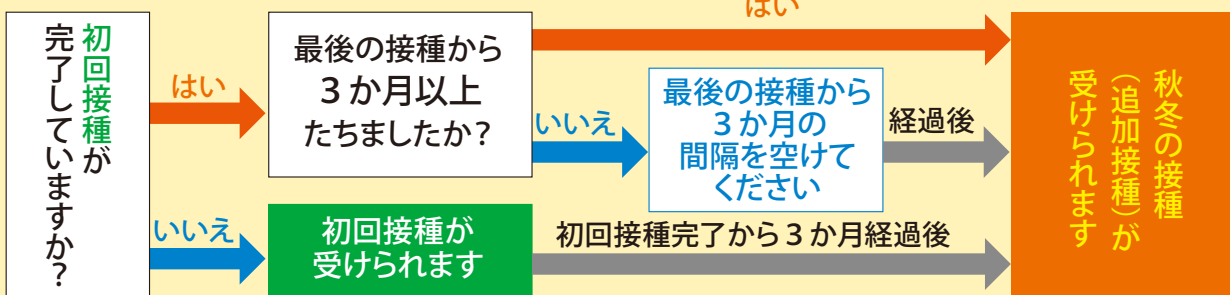 初回接種が
完了していますか？
はい
最後の接種から
３か月以上
たちましたか？
はい
いいえ
最後の接種から
３か月の
間隔を空けて
ください
経過後
いいえ
初回接種が
受けられます
初回接種完了から３か月経過後
秋冬の接種
（追加接種）が
受けられます